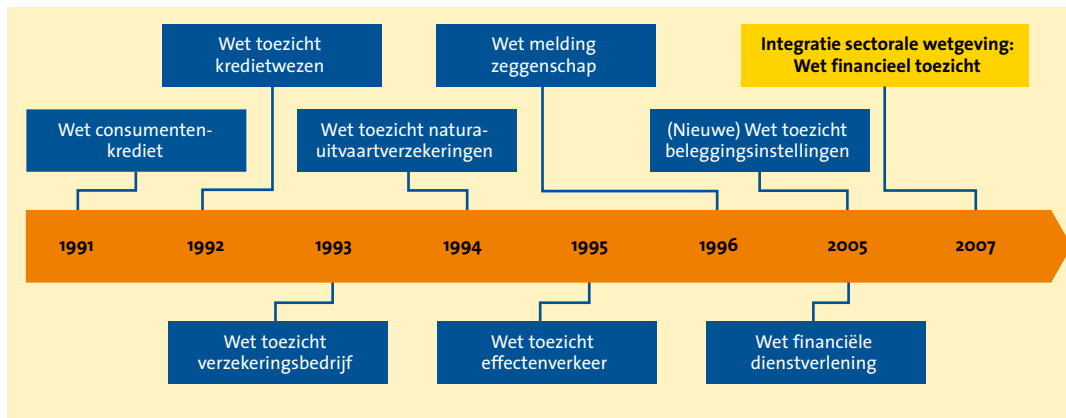 Wet toezicht
kredietwezen
Wet melding
zeggenschap
Integratie sectorale wetgeving:
Wet financieel toezicht
Wet consumenten-
krediet
Wet toezicht natura-
uitvaartverzekeringen
(Nieuwe) Wet toezicht
beleggingsinstellingen
1991 1992 1993 1994 1995 1996 2005 2007
Wet toezicht
verzekeringsbedrijf
Wet toezicht
effectenverkeer
Wet financiële
dienstverlening